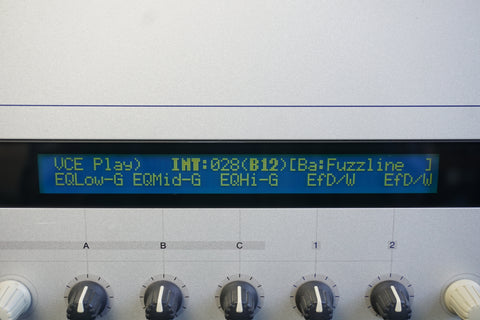 VCE Play) INT:028(B12)[Ba:Fuzzline ]
EQLow-G EQMid-G EQHi-G EfD/W EfD/W
A B C 1 2